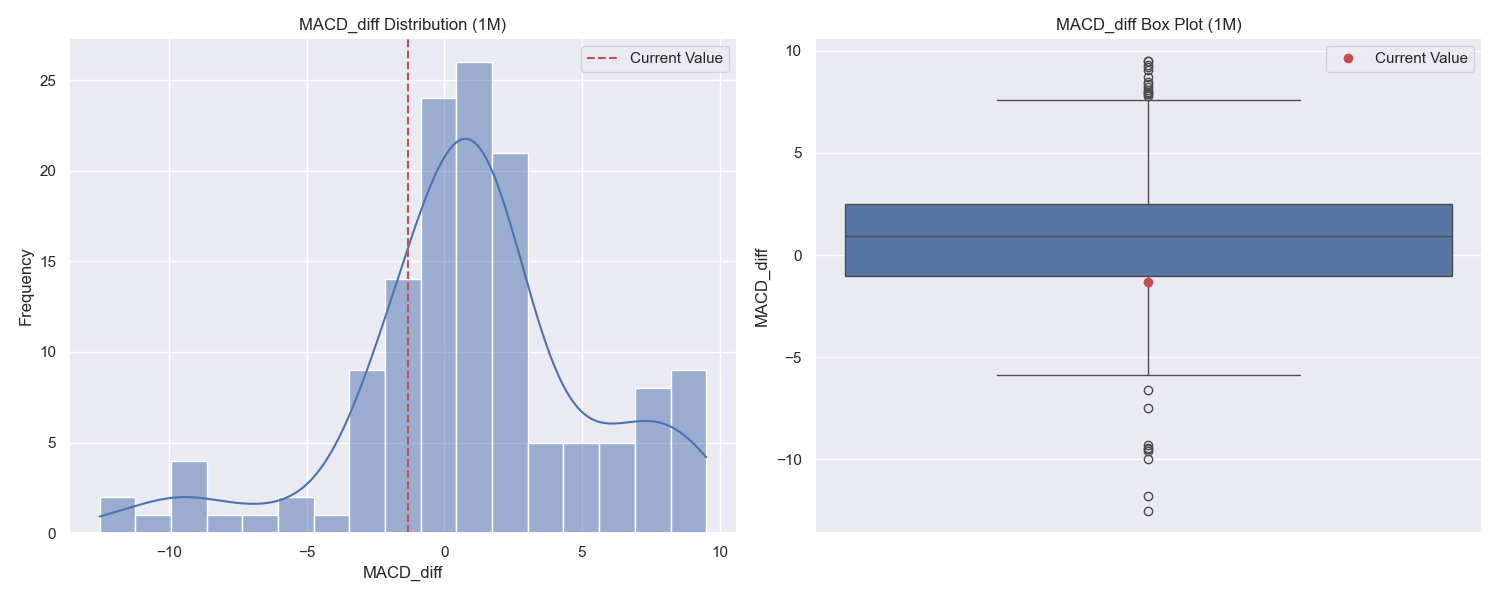 MACD_diff Distribution (1M)
Current Value
Frequency
25
20
15
10
5
0
−10
−5
0
5
10
MACD_diff
MACD_diff Box Plot (1M)
Current Value
MACD_diff
10
5
0
−5
−10